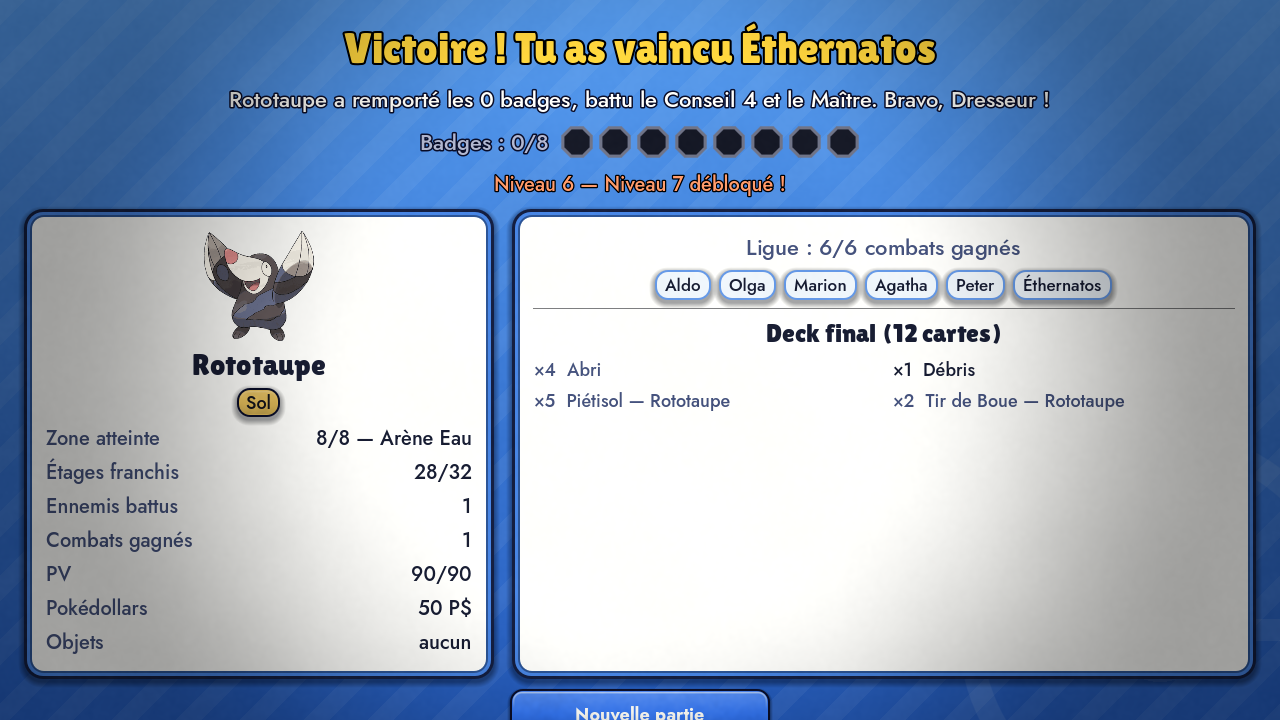 Victoire ! Tu as vaincu Éthernatos
Rototaupe a remporté les 0 badges, battu le Conseil 4 et le Maître. Bravo, Dresseur !
Badges : 0/8
Niveau 6 — Niveau 7 débloqué !
Rototaupe
Sol
Zone atteinte 8/8 — Arène Eau
Étages franchis 28/32
Ennemis battus 1
Combats gagnés 1
PV 90/90
Pokédollars 50 P$
Objets aucun
Ligue : 6/6 combats gagnés
Aldo Olga Marion Agatha Peter Éthernatos
Deck final (12 cartes)
×4 Abri ×1 Débris
×5 Piétisol — Rototaupe ×2 Tir de Boue — Rototaupe
Nouvelle partie